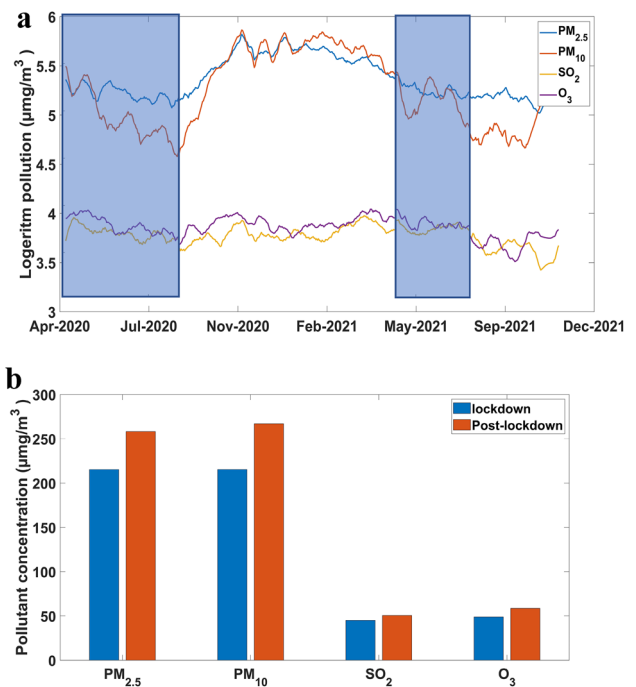 a
Logeritm pollution (µmg/m³)
6
5.5
5
4.5
4
3.5
3
PM2.5
PM10
SO2
O3
Apr-2020 Jul-2020 Nov-2020 Feb-2021 May-2021 Sep-2021 Dec-2021
b
Pollutant concentration (µmg/m³)
300
250
200
150
100
50
0
lockdown
Post-lockdown
PM2.5 PM10 SO2 O3